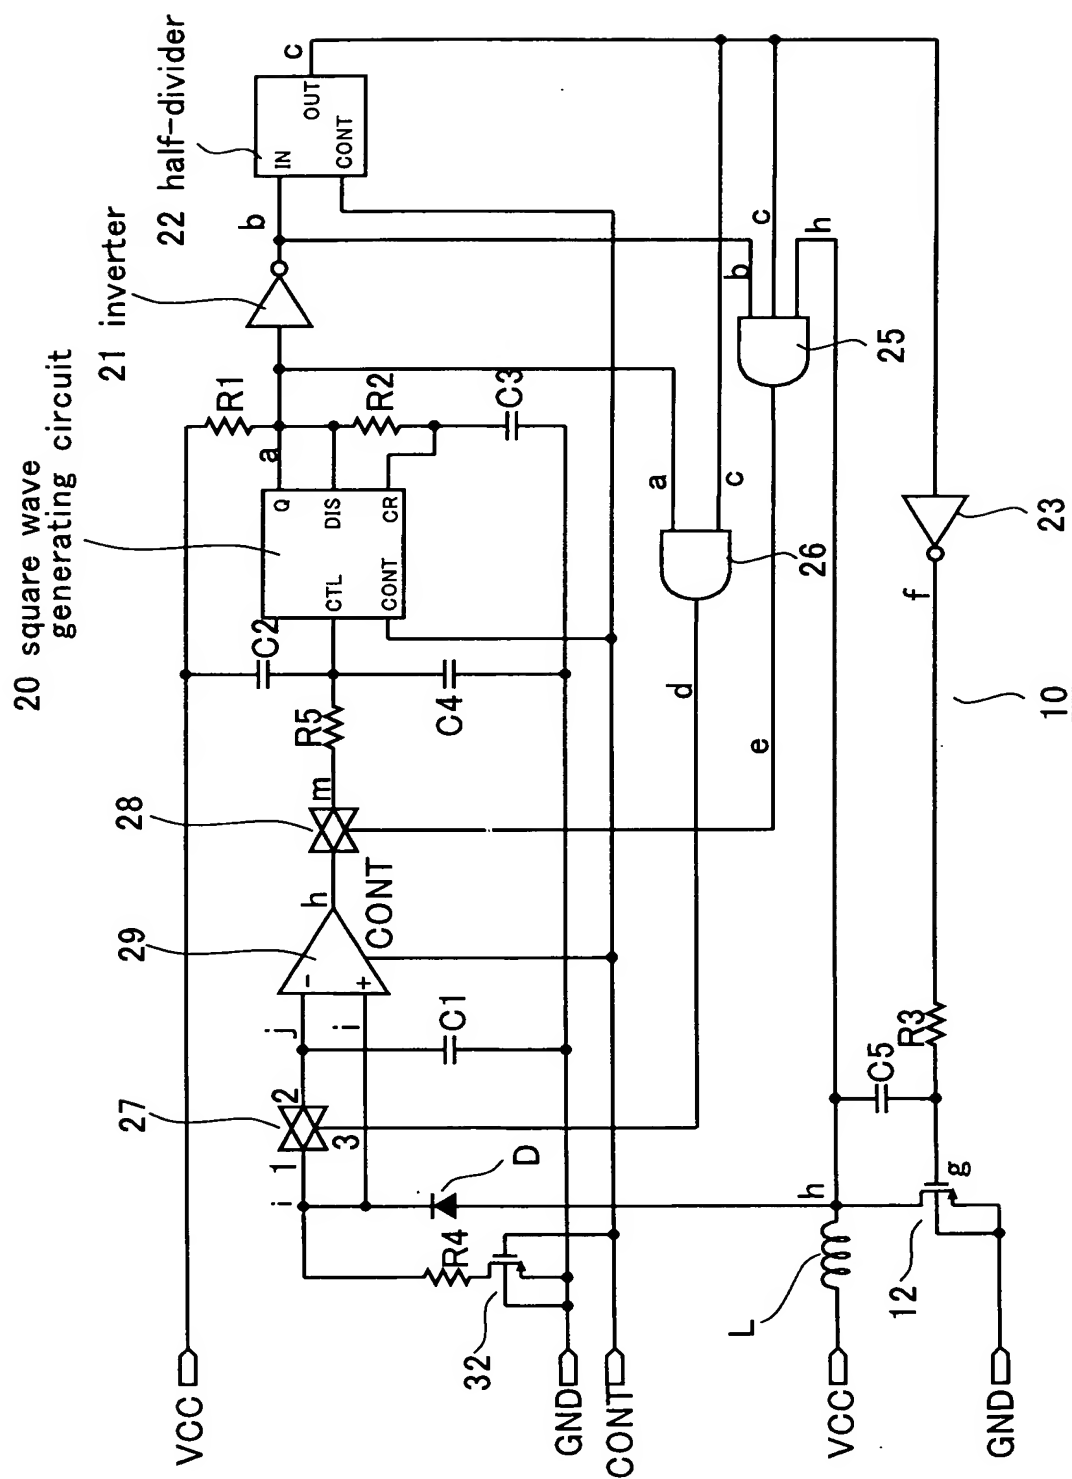 20 square wave
generating circuit
21 inverter
22 half-divider
VCC
R1
a
Q
DIS
CR
CTL
CONT
R2
C3
C2
C4
R5
m
28
h
29
CONT
-
+
j
i
C1
27
1
2
3
i
D
R4
32
GND
CONT
b
IN
OUT
CONT
c
a
c
26
d
b
c
h
25
e
23
f
10
R3
C5
g
h
L
12
VCC
GND